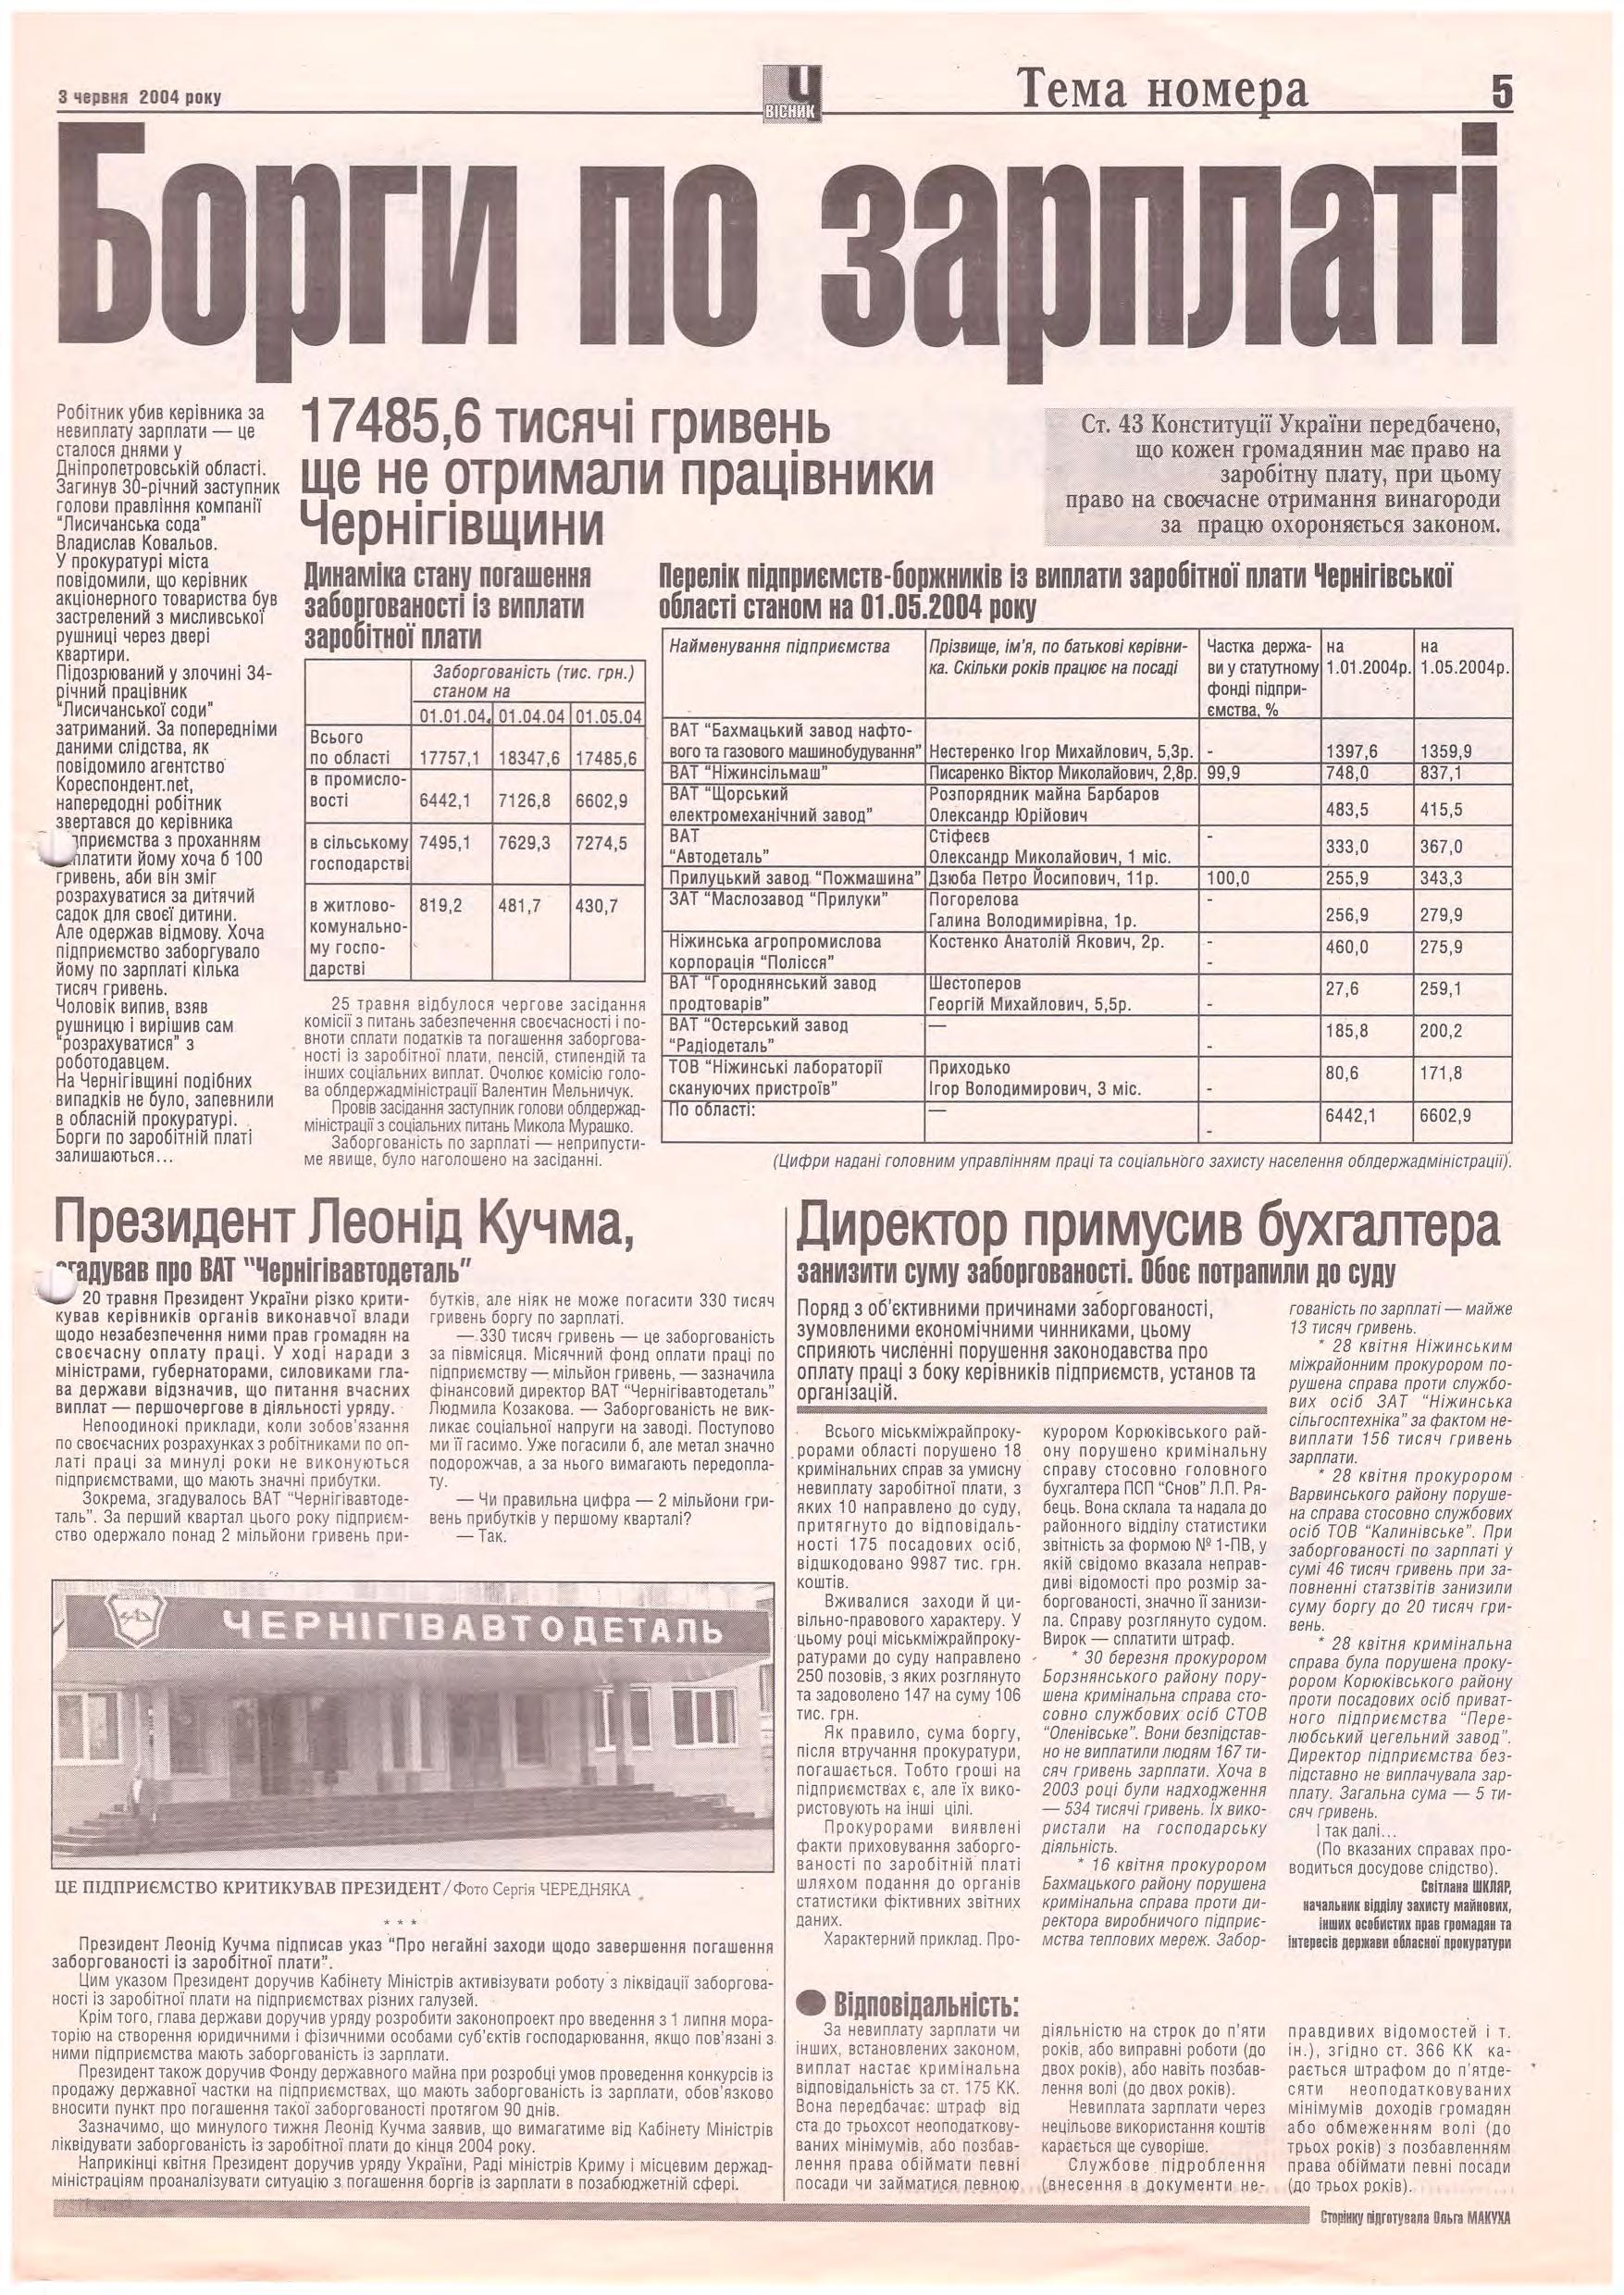 3 червня 2004 року
Ч
ВІСНИК
Тема номера
5
Борги по зарплаті
Робітник убив керівника за
невиплату зарплати — це
сталося днями у
Дніпропетровській області.
Загинув 30-річний заступник
голови правління компанії
"Лисичанська сода"
Владислав Ковальов.
У прокуратурі міста
повідомили, що керівник
акціонерного товариства був
застрелений з мисливської
рушниці через двері
квартири.
Підозрюваний у злочині 34-
річний працівник
"Лисичанської соди"
затриманий. За попередніми
даними слідства, як
повідомило агентство
Кореспондент.net,
напередодні робітник
звертався до керівника
приємства з проханням
платити йому хоча б 100
гривень, аби він зміг
розрахуватися за дитячий
садок для своєї дитини.
Але одержав відмову. Хоча
підприємство заборгувало
йому по зарплаті кілька
тисяч гривень.
Чоловік випив, взяв
рушницю і вирішив сам
"розрахуватися" з
роботодавцем.
На Чернігівщині подібних
випадків не було, запевнили
в обласній прокуратурі.
Борги по заробітній платі
залишаються...
17485,6 тисячі гривень
ще не отримали працівники
Чернігівщини
Ст. 43 Конституції України передбачено,
що кожен громадянин має право на
заробітну плату, при цьому
право на своєчасне отримання винагороди
за працю охороняється законом.
Динаміка стану погашення
заборгованості із виплати
заробітної плати
Заборгованість (тис. грн.)
станом на
01.01.04. 01.04.04 01.05.04
Всього
по області 17757,1 18347,6 17485,6
в промисло-
вості 6442,1 7126,8 6602,9
в сільському 7495,1 7629,3 7274,5
господарстві
в житлово- 819,2 481,7 430,7
комунально-
му госпо-
дарстві
25 травня відбулося чергове засідання
комісії з питань забезпечення своєчасності і по-
вноти сплати податків та погашення заборгова-
ності із заробітної плати, пенсій, стипендій та
інших соціальних виплат. Очолює комісію голо-
ва облдержадміністрації Валентин Мельничук.
Провів засідання заступник голови облдержад-
міністрації з соціальних питань Микола Мурашко.
Заборгованість по зарплаті — неприпусти-
ме явище, було наголошено на засіданні.
Перелік підприємств-боржників із виплати заробітної плати Чернігівської
області станом на 01.05.2004 року
Найменування підприємства Прізвище, ім'я, по батькові керівни- Частка держа- на на
ка. Скільки років працює на посаді ви у статутному 1.01.2004р. 1.05.2004р.
фонді підпри-
ємства, %
ВАТ "Бахмацький завод нафто-
вого та газового машинобудування" Нестеренко Ігор Михайлович, 5,3р. - 1397,6 1359,9
ВАТ "Ніжинсільмаш" Писаренко Віктор Миколайович, 2,8р. 99,9 748,0 837,1
ВАТ "Щорський Розпорядник майна Барбаров
електромеханічний завод" Олександр Юрійович 483,5 415,5
ВАТ Стіфеєв -
"Автодеталь" Олександр Миколайович, 1 міс. 333,0 367,0
Прилуцький завод "Пожмашина" Дзюба Петро Йосипович, 11р. 100,0 255,9 343,3
ЗАТ "Маслозавод "Прилуки" Погорелова -
Галина Володимирівна, 1р. 256,9 279,9
Ніжинська агропромислова Костенко Анатолій Якович, 2р. - 460,0 275,9
корпорація "Полісся" -
ВАТ "Городнянський завод Шестоперов 27,6 259,1
продтоварів" Георгій Михайлович, 5,5р. -
ВАТ "Остерський завод — 185,8 200,2
"Радіодеталь" -
ТОВ "Ніжинські лабораторії Приходько 80,6 171,8
скануючих пристроїв" Ігор Володимирович, 3 міс. -
По області: — 6442,1 6602,9
-
(Цифри надані головним управлінням праці та соціального захисту населення облдержадміністрації).
Президент Леонід Кучма,
згадував про ВАТ "Чернігівавтодеталь"
20 травня Президент України різко крити-
кував керівників органів виконавчої влади
щодо незабезпечення ними прав громадян на
своєчасну оплату праці. У ході наради з
міністрами, губернаторами, силовиками гла-
ва держави відзначив, що питання вчасних
виплат — першочергове в діяльності уряду.
Непоодинокі приклади, коли зобов'язання
по своєчасних розрахунках з робітниками по оп-
латі праці за минулі роки не виконуються
підприємствами, що мають значні прибутки.
Зокрема, згадувалось ВАТ "Чернігівавтоде-
таль". За перший квартал цього року підприєм-
ство одержало понад 2 мільйони гривень при-
бутків, але ніяк не може погасити 330 тисяч
гривень боргу по зарплаті.
— 330 тисяч гривень — це заборгованість
за півмісяця. Місячний фонд оплати праці по
підприємству — мільйон гривень, — зазначила
фінансовий директор ВАТ "Чернігівавтодеталь"
Людмила Козакова. — Заборгованість не вик-
ликає соціальної напруги на заводі. Поступово
ми її гасимо. Уже погасили б, але метал значно
подорожчав, а за нього вимагають передопла-
ту.
— Чи правильна цифра — 2 мільйони гри-
вень прибутків у першому кварталі?
— Так.
ЧЕРНІГІВАВТОДЕТАЛЬ
ЦЕ ПІДПРИЄМСТВО КРИТИКУВАВ ПРЕЗИДЕНТ / Фото Сергія ЧЕРЕДНЯКА
* * *
Президент Леонід Кучма підписав указ "Про негайні заходи щодо завершення погашення
заборгованості із заробітної плати".
Цим указом Президент доручив Кабінету Міністрів активізувати роботу з ліквідації заборгова-
ності із заробітної плати на підприємствах різних галузей.
Крім того, глава держави доручив уряду розробити законопроект про введення з 1 липня мора-
торію на створення юридичними і фізичними особами суб'єктів господарювання, якщо пов'язані з
ними підприємства мають заборгованість із зарплати.
Президент також доручив Фонду державного майна при розробці умов проведення конкурсів із
продажу державної частки на підприємствах, що мають заборгованість із зарплати, обов'язково
вносити пункт про погашення такої заборгованості протягом 90 днів.
Зазначимо, що минулого тижня Леонід Кучма заявив, що вимагатиме від Кабінету Міністрів
ліквідувати заборгованість із заробітної плати до кінця 2004 року.
Наприкінці квітня Президент доручив уряду України, Раді міністрів Криму і місцевим держад-
міністраціям проаналізувати ситуацію з погашення боргів із зарплати в позабюджетній сфері.
Директор примусив бухгалтера
занизити суму заборгованості. Обоє потрапили до суду
Поряд з об'єктивними причинами заборгованості,
зумовленими економічними чинниками, цьому
сприяють численні порушення законодавства про
оплату праці з боку керівників підприємств, установ та
організацій.
Всього міськміжрайпроку-
рорами області порушено 18
кримінальних справ за умисну
невиплату заробітної плати, з
яких 10 направлено до суду,
притягнуто до відповідаль-
ності 175 посадових осіб,
відшкодовано 9987 тис. грн.
коштів.
Вживалися заходи й ци-
вільно-правового характеру. У
цьому році міськміжрайпроку-
ратурами до суду направлено
250 позовів, з яких розглянуто
та задоволено 147 на суму 106
тис. грн.
Як правило, сума боргу,
після втручання прокуратури,
погашається. Тобто гроші на
підприємствах є, але їх вико-
ристовують на інші цілі.
Прокурорами виявлені
факти приховування заборго-
ваності по заробітній платі
шляхом подання до органів
статистики фіктивних звітних
даних.
Характерний приклад. Про-
курором Корюківського рай-
ону порушено кримінальну
справу стосовно головного
бухгалтера ПСП "Снов" Л.П. Ря-
бець. Вона склала та надала до
районного відділу статистики
звітність за формою № 1-ПВ, у
якій свідомо вказала неправ-
диві відомості про розмір за-
боргованості, значно її занизи-
ла. Справу розглянуто судом.
Вирок — сплатити штраф.
* 30 березня прокурором
Борзнянського району пору-
шена кримінальна справа сто-
совно службових осіб СТОВ
"Оленівське". Вони безпідстав-
но не виплатили людям 167 ти-
сяч гривень зарплати. Хоча в
2003 році були надходження
— 534 тисячі гривень. Їх вико-
ристали на господарську
діяльність.
* 16 квітня прокурором
Бахмацького району порушена
кримінальна справа проти ди-
ректора виробничого підприє-
мства теплових мереж. Забор-
гованість по зарплаті — майже
13 тисяч гривень.
* 28 квітня Ніжинським
міжрайонним прокурором по-
рушена справа проти службо-
вих осіб ЗАТ "Ніжинська
сільгосптехніка" за фактом не-
виплати 156 тисяч гривень
зарплати.
* 28 квітня прокурором
Варвинського району поруше-
на справа стосовно службових
осіб ТОВ "Калинівське". При
заборгованості по зарплаті у
сумі 46 тисяч гривень при за-
повненні статзвітів занизили
суму боргу до 20 тисяч гри-
вень.
* 28 квітня кримінальна
справа була порушена проку-
рором Корюківського району
проти посадових осіб приват-
ного підприємства "Пере-
любський цегельний завод".
Директор підприємства без-
підставно не виплачувала зар-
плату. Загальна сума — 5 ти-
сяч гривень.
І так далі...
(По вказаних справах про-
водиться досудове слідство).
Світлана ШКЛЯР,
начальник відділу захисту майнових,
інших особистих прав громадян та
інтересів держави обласної прокуратури
● Відповідальність:
За невиплату зарплати чи
інших, встановлених законом,
виплат настає кримінальна
відповідальність за ст. 175 КК.
Вона передбачає: штраф від
ста до трьохсот неоподаткову-
ваних мінімумів, або позбав-
лення права обіймати певні
посади чи займатися певною
діяльністю на строк до п'яти
років, або виправні роботи (до
двох років), або навіть позбав-
лення волі (до двох років).
Невиплата зарплати через
нецільове використання коштів
карається ще суворіше.
Службове підроблення
(внесення в документи не-
правдивих відомостей і т.
ін.), згідно ст. 366 КК ка-
рається штрафом до п'ятде-
сяти неоподатковуваних
мінімумів доходів громадян
або обмеженням волі (до
трьох років) з позбавленням
права обіймати певні посади
(до трьох років).
Сторінку підготувала Ольга МАКУХА